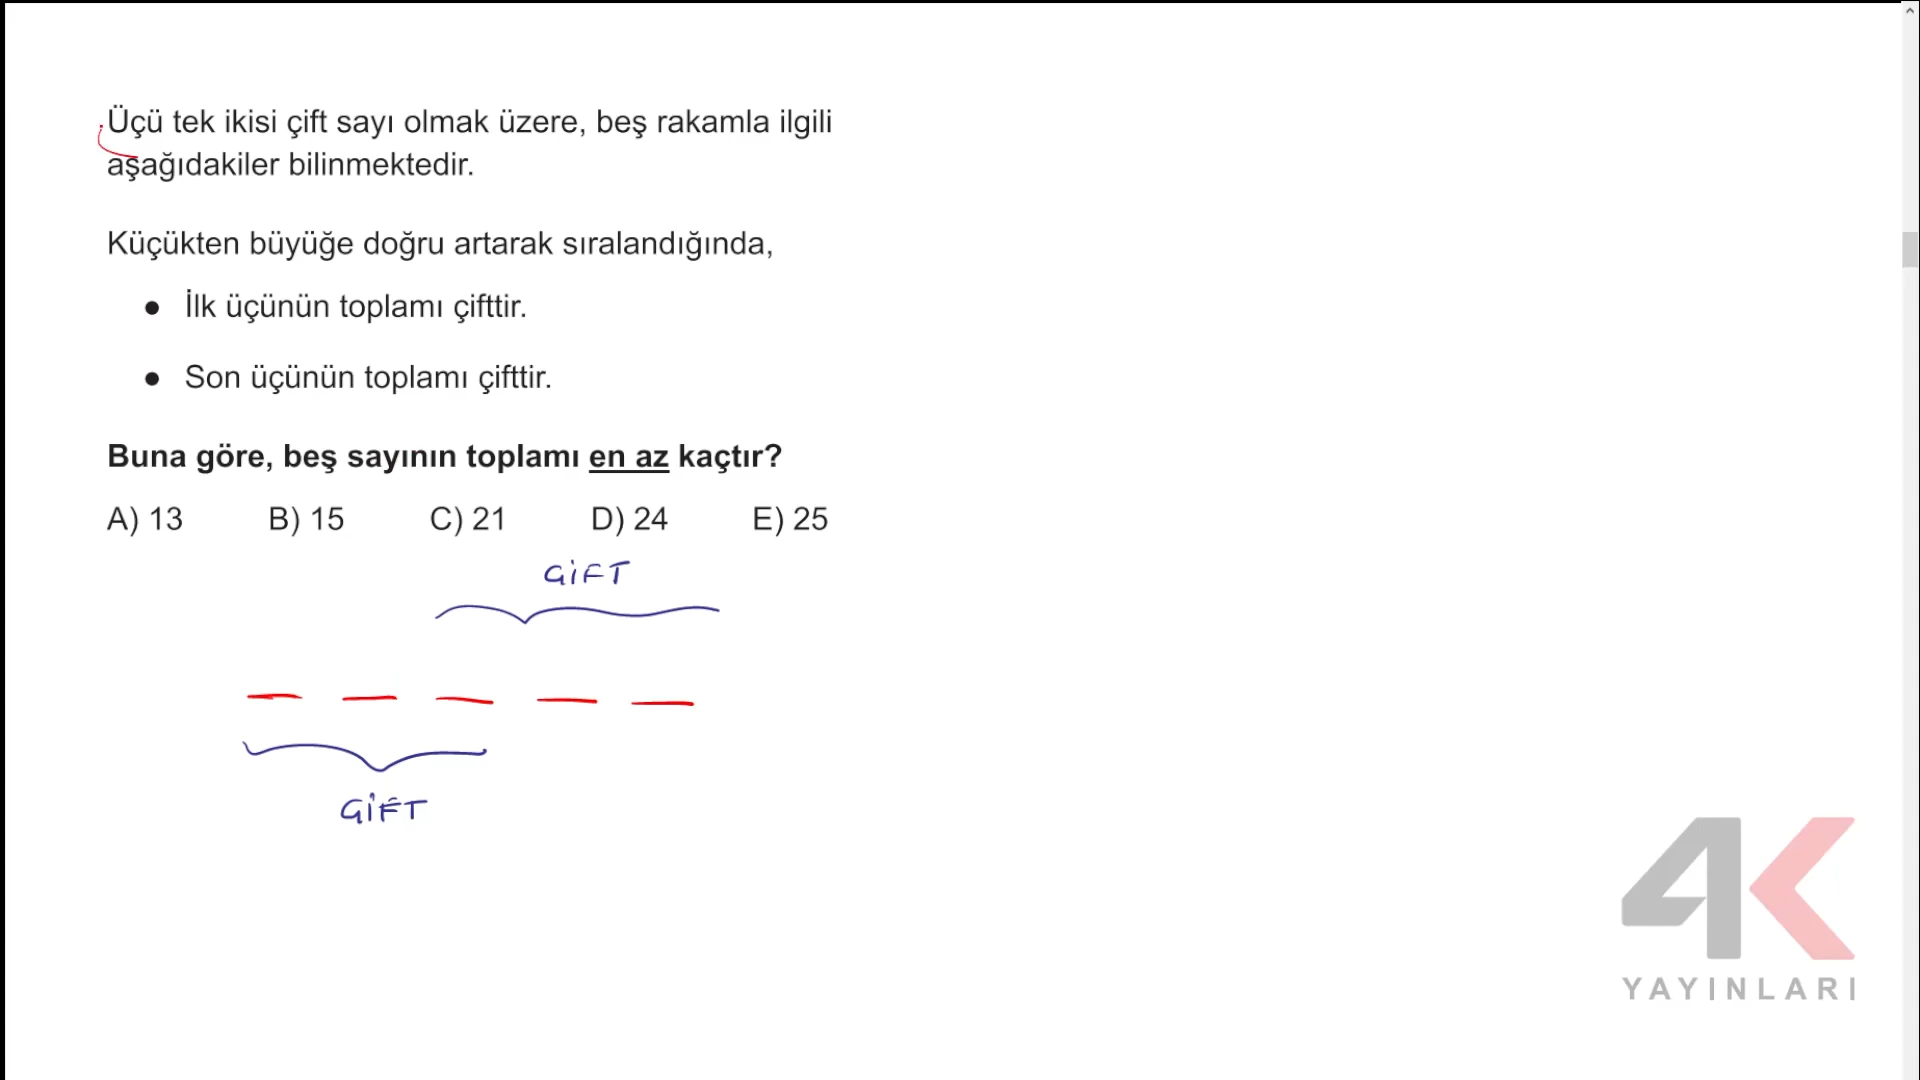 Üçü tek ikisi çift sayı olmak üzere, beş rakamla ilgili
aşağıdakiler bilinmektedir.
Küçükten büyüğe doğru artarak sıralandığında,
● İlk üçünün toplamı çifttir.
● Son üçünün toplamı çifttir.
Buna göre, beş sayının toplamı en az kaçtır?
A) 13 B) 15 C) 21 D) 24 E) 25
ÇİFT
ÇİFT
4K
YAYINLARI